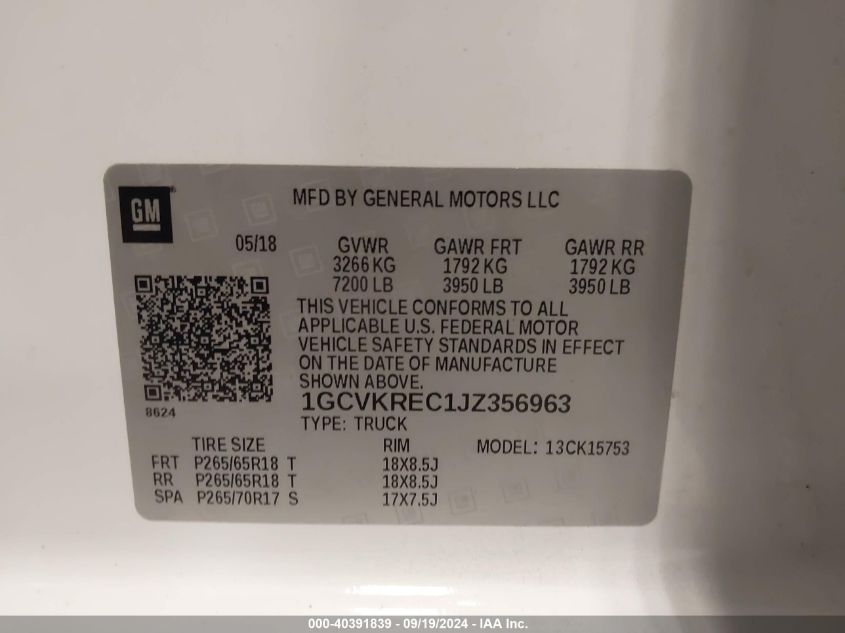 GM
MFD BY GENERAL MOTORS LLC
05/18 GVWR GAWR FRT GAWR RR
3266 KG 1792 KG 1792 KG
7200 LB 3950 LB 3950 LB
THIS VEHICLE CONFORMS TO ALL
APPLICABLE U.S. FEDERAL MOTOR
VEHICLE SAFETY STANDARDS IN EFFECT
ON THE DATE OF MANUFACTURE
SHOWN ABOVE.
8624
1GCVKREC1JZ356963
TYPE: TRUCK
TIRE SIZE RIM MODEL: 13CK15753
FRT P265/65R18 T 18X8.5J
RR P265/65R18 T 18X8.5J
SPA P265/70R17 S 17X7.5J
000-40391839 - 09/19/2024 - IAA Inc.